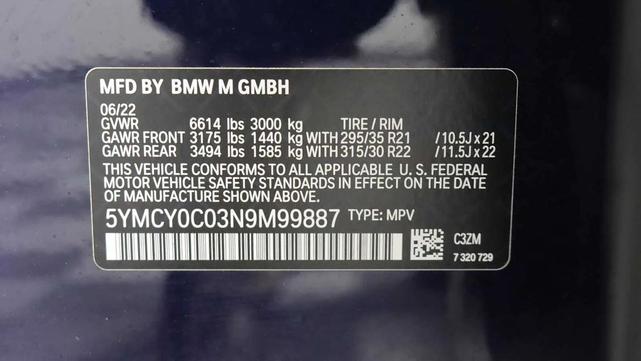 MFD BY BMW M GMBH
06/22
GVWR 6614 lbs 3000 kg TIRE / RIM
GAWR FRONT 3175 lbs 1440 kg WITH 295/35 R21 / 10.5J x 21
GAWR REAR 3494 lbs 1585 kg WITH 315/30 R22 / 11.5J x 22
THIS VEHICLE CONFORMS TO ALL APPLICABLE U. S. FEDERAL
MOTOR VEHICLE SAFETY STANDARDS IN EFFECT ON THE DATE
OF MANUFACTURE SHOWN ABOVE.
5YMCY0C03N9M99887 TYPE: MPV
C3ZM
7 320 729